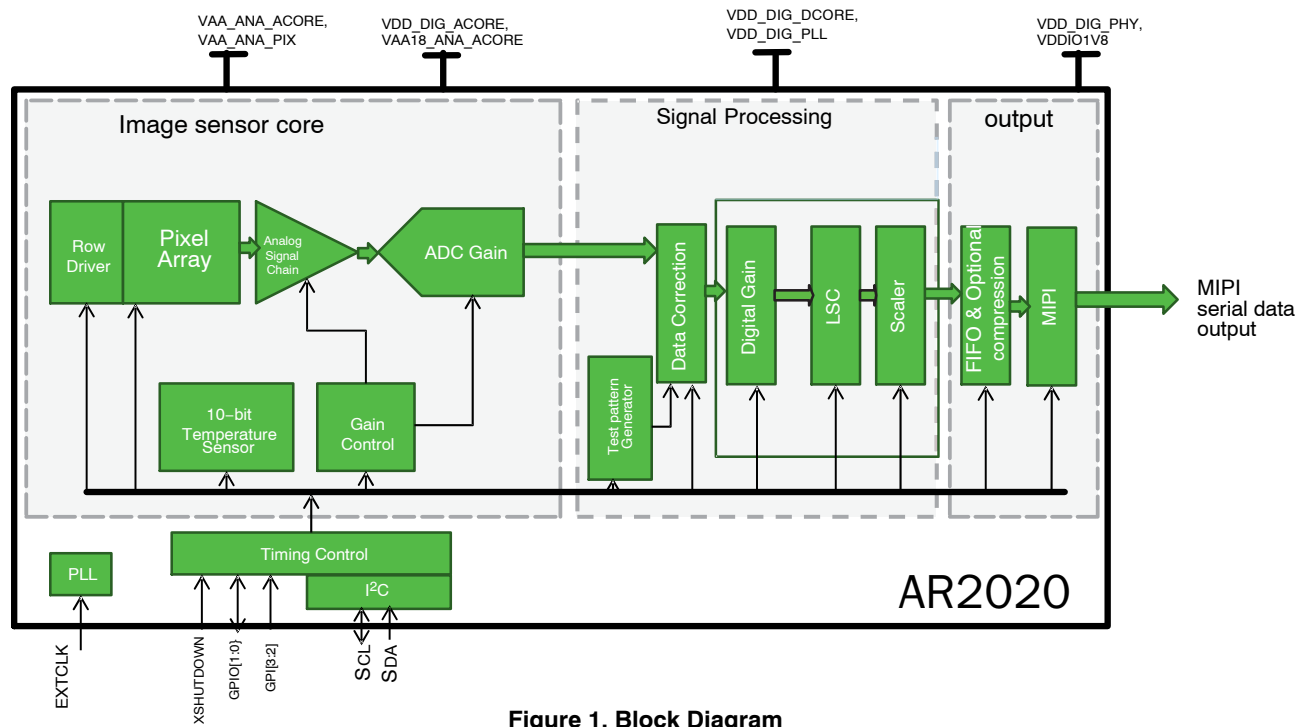 VAA_ANA_ACORE,
VAA_ANA_PIX
VDD_DIG_ACORE,
VAA18_ANA_ACORE
VDD_DIG_DCORE,
VDD_DIG_PLL
VDD_DIG_PHY,
VDDIO1V8
Image sensor core
Signal Processing
output
Row
Driver
Pixel
Array
Analog
Signal
Chain
ADC Gain
Data Correction
Digital Gain
LSC
Scaler
FIFO & Optional
compression
MIPI
MIPI
serial data
output
10−bit
Temperature
Sensor
Gain
Control
Test pattern
Generator
Timing Control
PLL
I²C
AR2020
EXTCLK
XSHUTDOWN
GPIO[1:0}
GPI[3:2]
SCL
SDA
Figure 1. Block Diagram